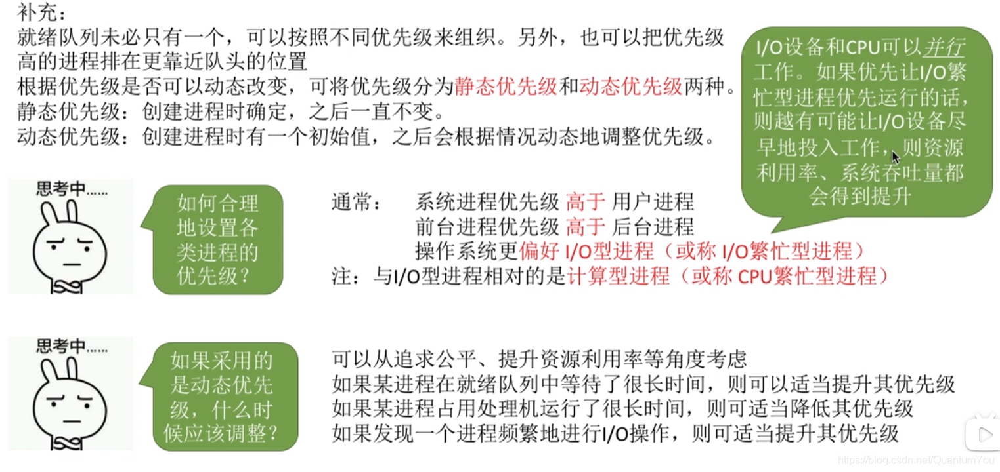 补充：
就绪队列未必只有一个，可以按照不同优先级来组织。另外，也可以把优先级
高的进程排在更靠近队头的位置
根据优先级是否可以动态改变，可将优先级分为静态优先级和动态优先级两种。
静态优先级：创建进程时确定，之后一直不变。
动态优先级：创建进程时有一个初始值，之后会根据情况动态地调整优先级。
I/O设备和CPU可以并行
工作。如果优先让I/O繁
忙型进程优先运行的话，
则越有可能让I/O设备尽
早地投入工作，则资源
利用率、系统吞吐量都
会得到提升
思考中......
如何合理
地设置各
类进程的
优先级？
通常： 系统进程优先级 高于 用户进程
前台进程优先级 高于 后台进程
操作系统更偏好 I/O型进程（或称 I/O繁忙型进程）
注：与I/O型进程相对的是计算型进程（或称 CPU繁忙型进程）
思考中......
如果采用的
是动态优先
级，什么时
候应该调整？
可以从追求公平、提升资源利用率等角度考虑
如果某进程在就绪队列中等待了很长时间，则可以适当提升其优先级
如果某进程占用处理机运行了很长时间，则可适当降低其优先级
如果发现一个进程频繁地进行I/O操作，则可适当提升其优先级
https://blog.csdn.net/QuantumYou